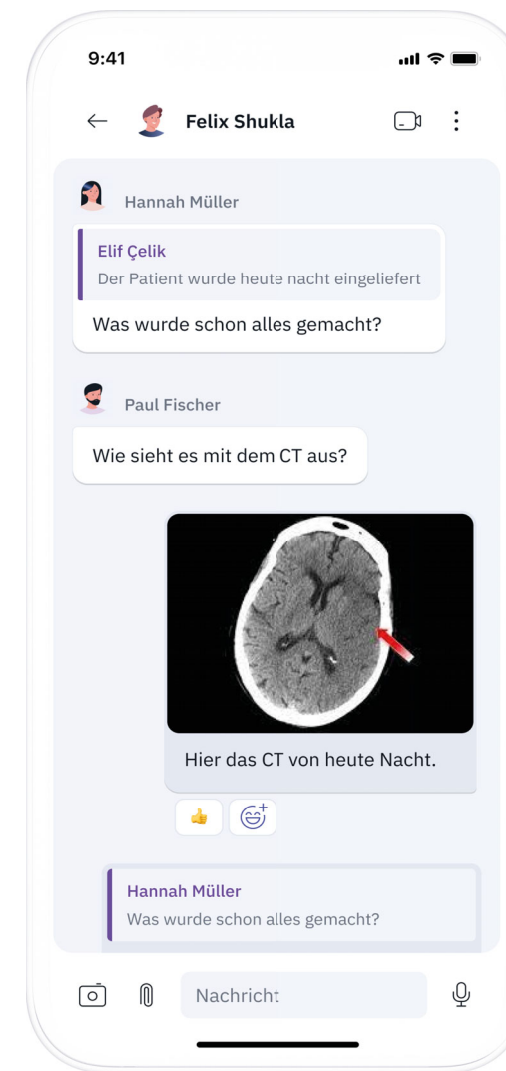 9:41
Felix Shukla
Hannah Müller
Elif Çelik
Der Patient wurde heute nacht eingeliefert
Was wurde schon alles gemacht?
Paul Fischer
Wie sieht es mit dem CT aus?
Hier das CT von heute Nacht.
Hannah Müller
Was wurde schon alles gemacht?
Nachricht